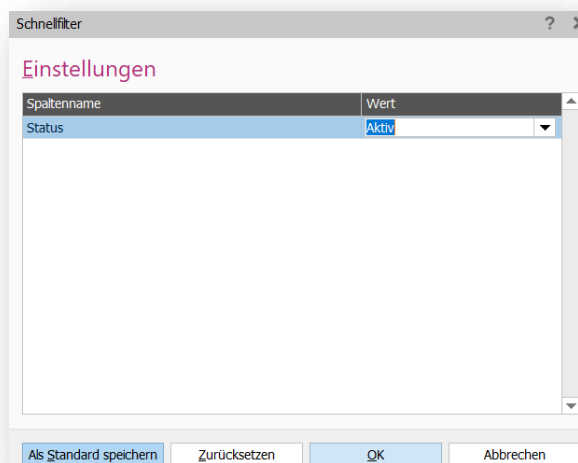 Schnellfilter ?
Einstellungen
Spaltenname Wert
Status Aktiv
Als Standard speichern Zurücksetzen OK Abbrechen